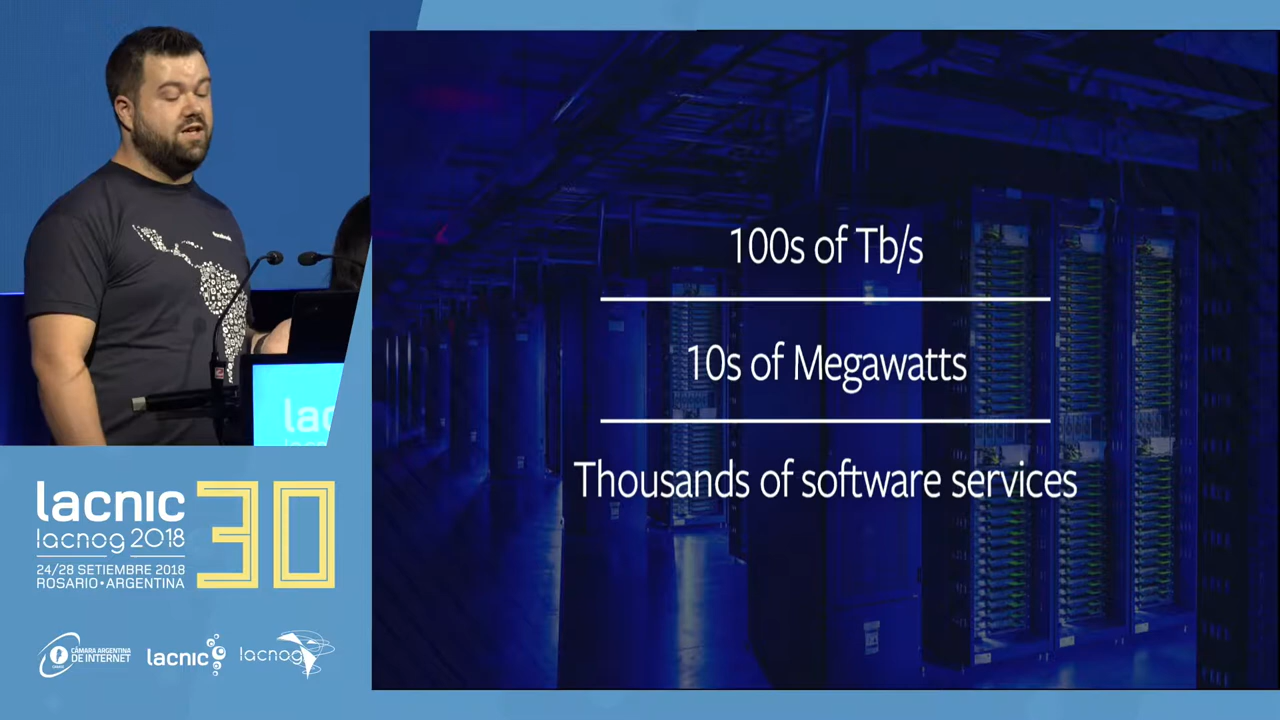 100s of Tb/s
10s of Megawatts
Thousands of software services
lacnic
lacnog 2018
30
24/28 SETIEMBRE 2018
ROSARIO•ARGENTINA
CÁMARA ARGENTINA
DE INTERNET
lacnic
lacnog
lac